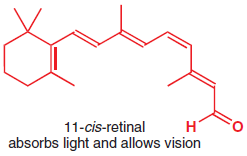 11-cis-retinal
H
O
absorbs light and allows vision